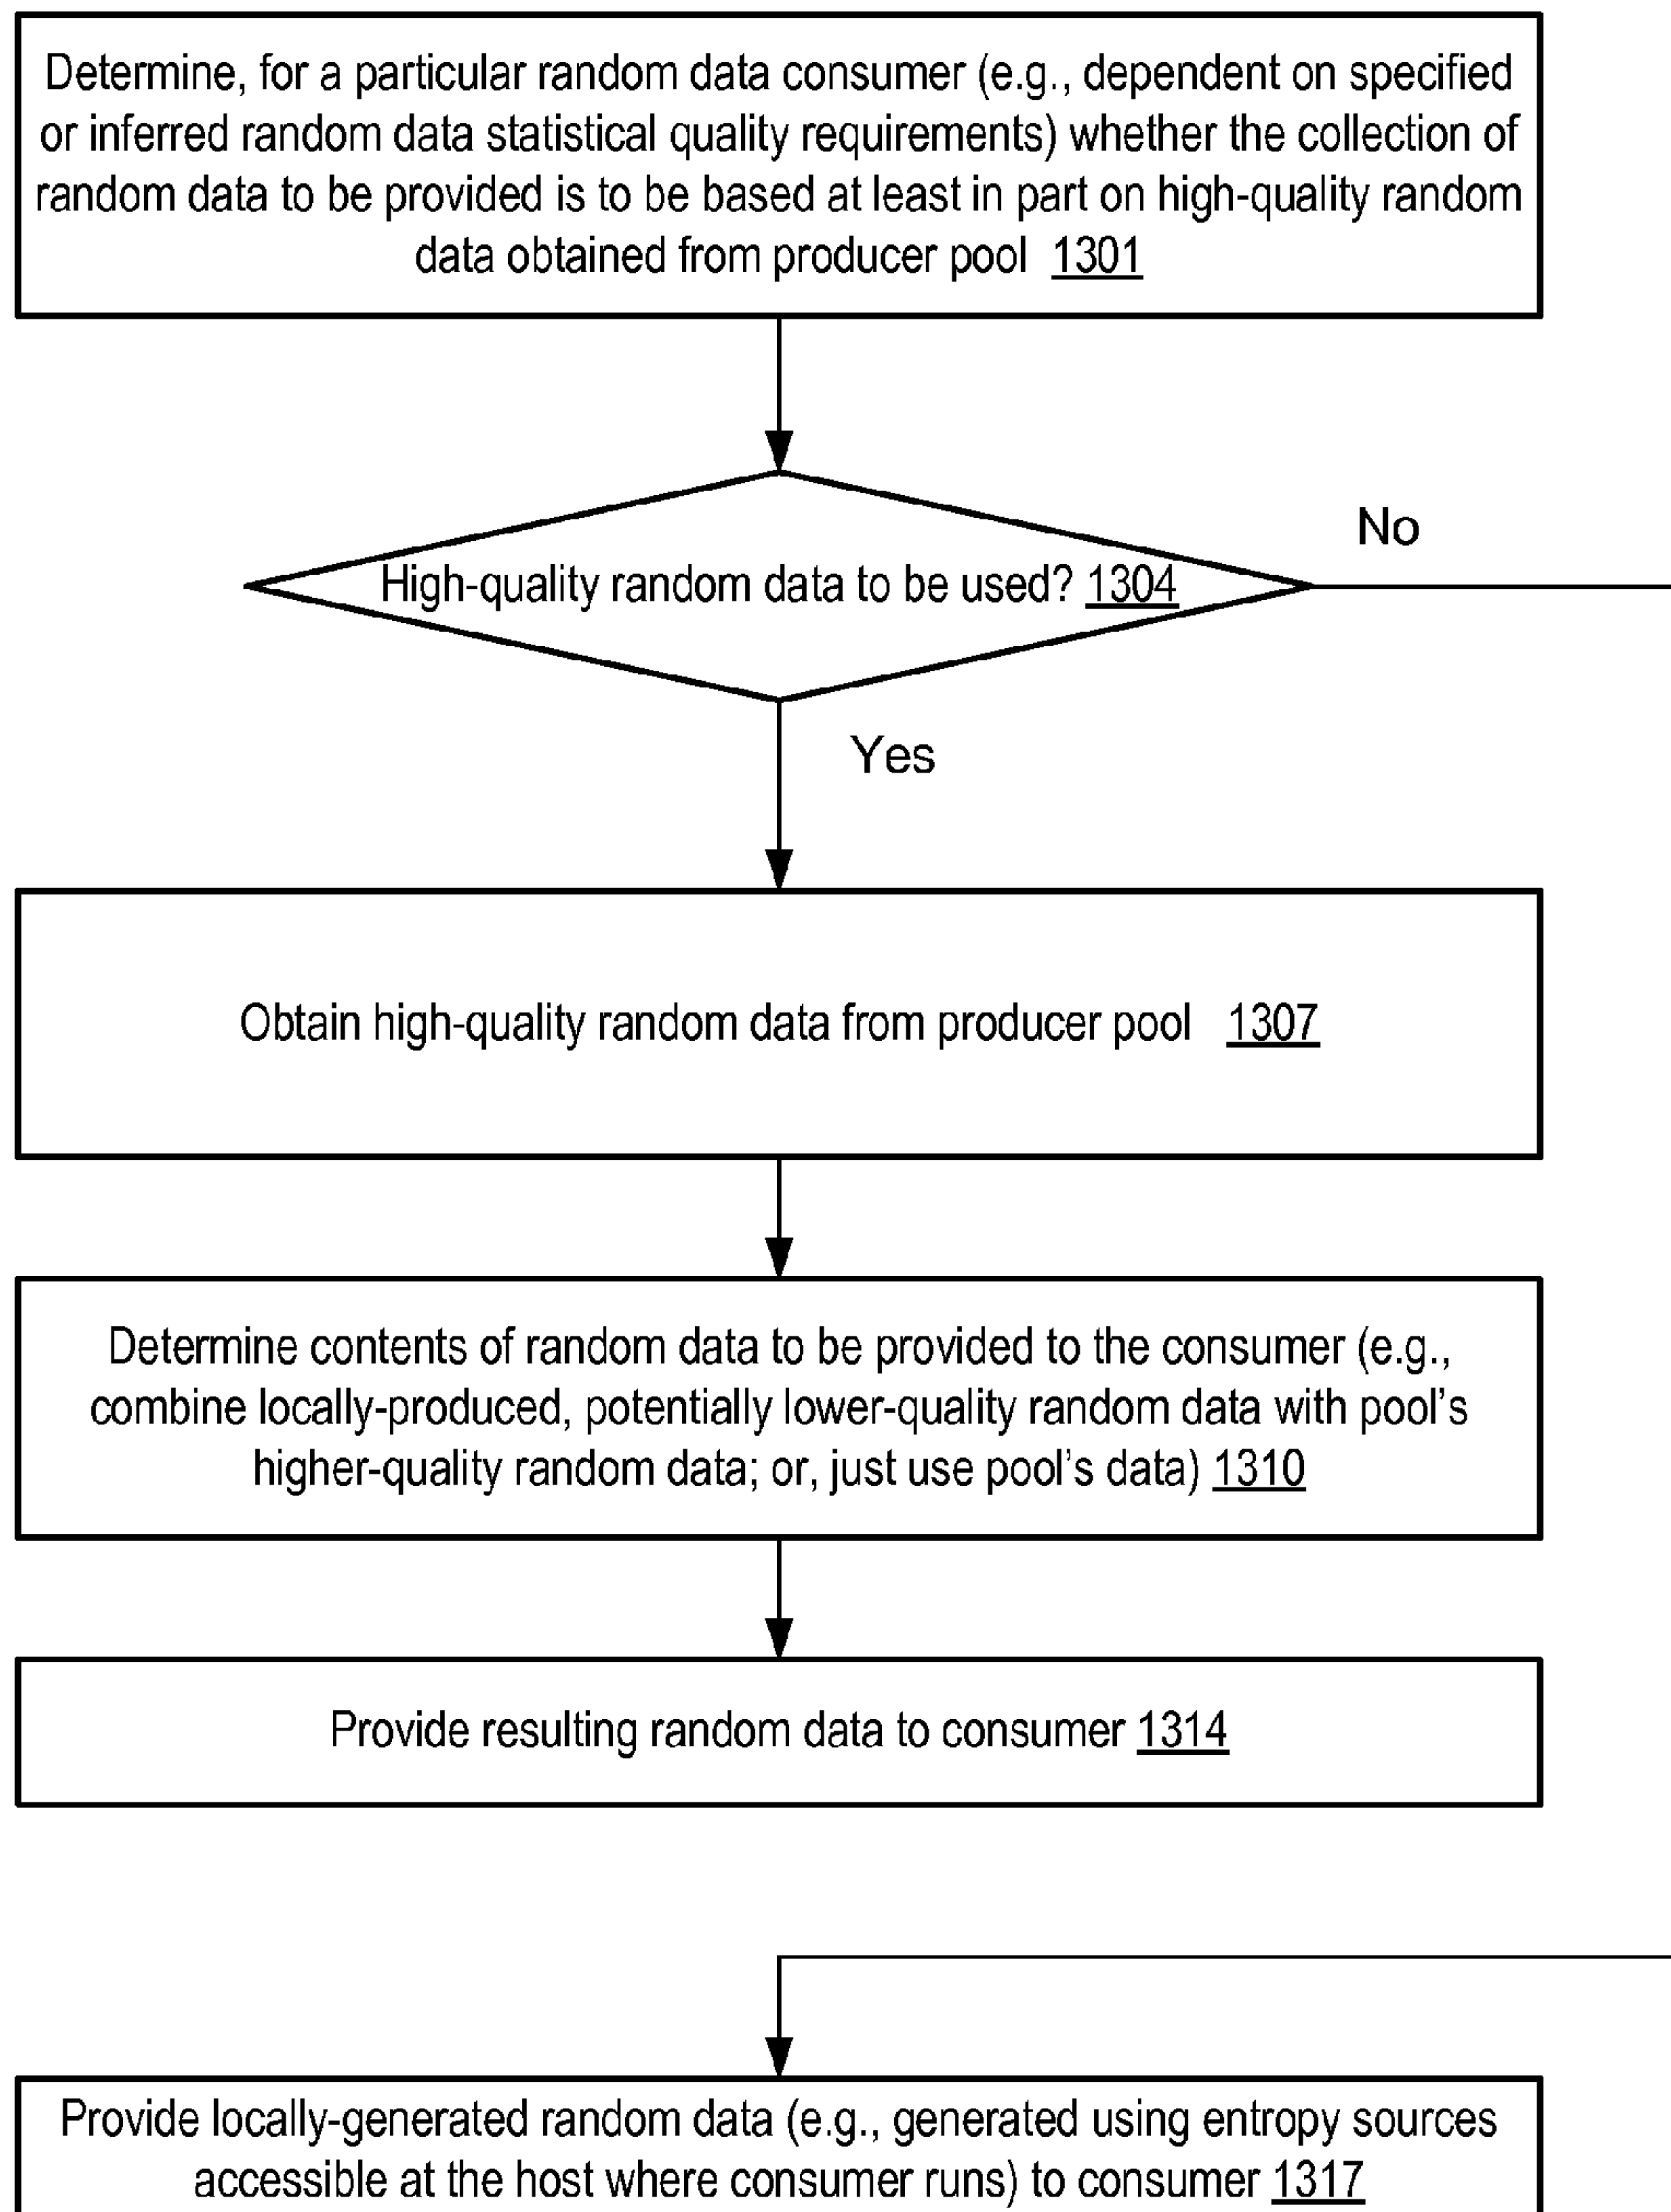 Determine, for a particular random data consumer (e.g., dependent on specified
or inferred random data statistical quality requirements) whether the collection of
random data to be provided is to be based at least in part on high-quality random
data obtained from producer pool 1301
No
High-quality random data to be used? 1304
Yes
Obtain high-quality random data from producer pool 1307
Determine contents of random data to be provided to the consumer (e.g.,
combine locally-produced, potentially lower-quality random data with pool’s
higher-quality random data; or, just use pool’s data) 1310
Provide resulting random data to consumer 1314
Provide locally-generated random data (e.g., generated using entropy sources
accessible at the host where consumer runs) to consumer 1317